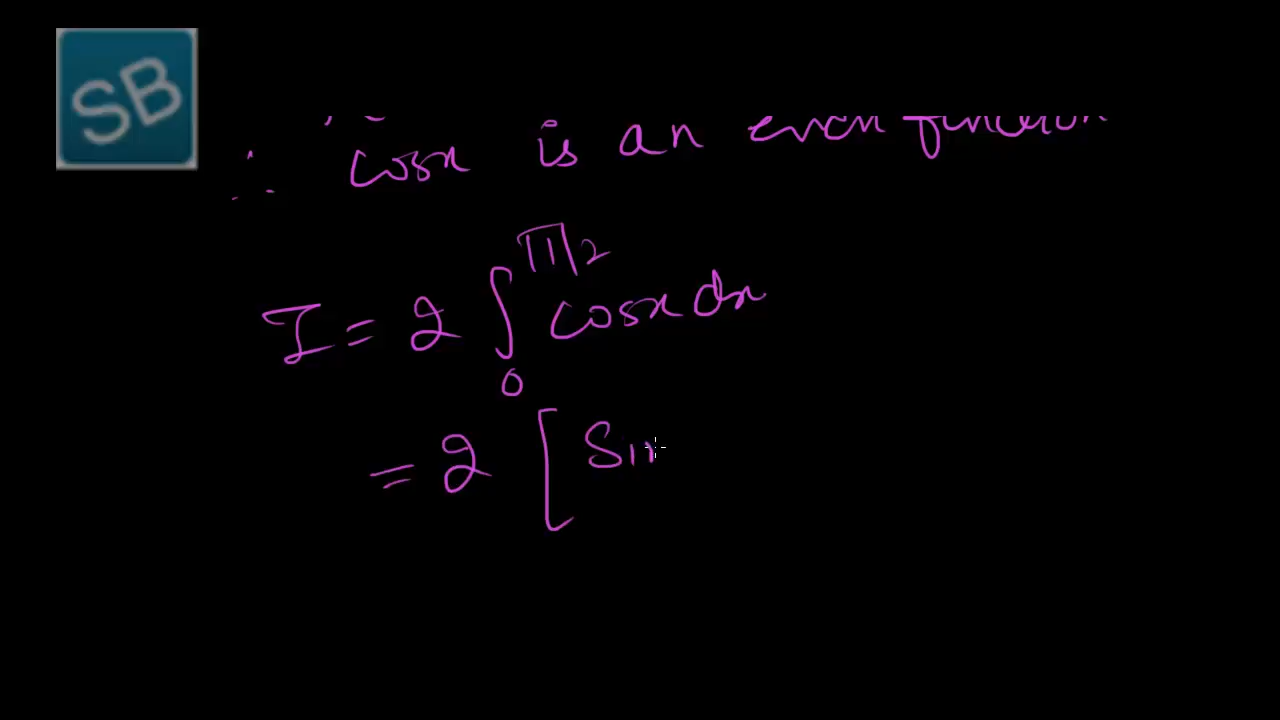 SB
∴ cosx is an even function
I = 2 ∫₀^π/2 cosx dx
= 2 [ Sin